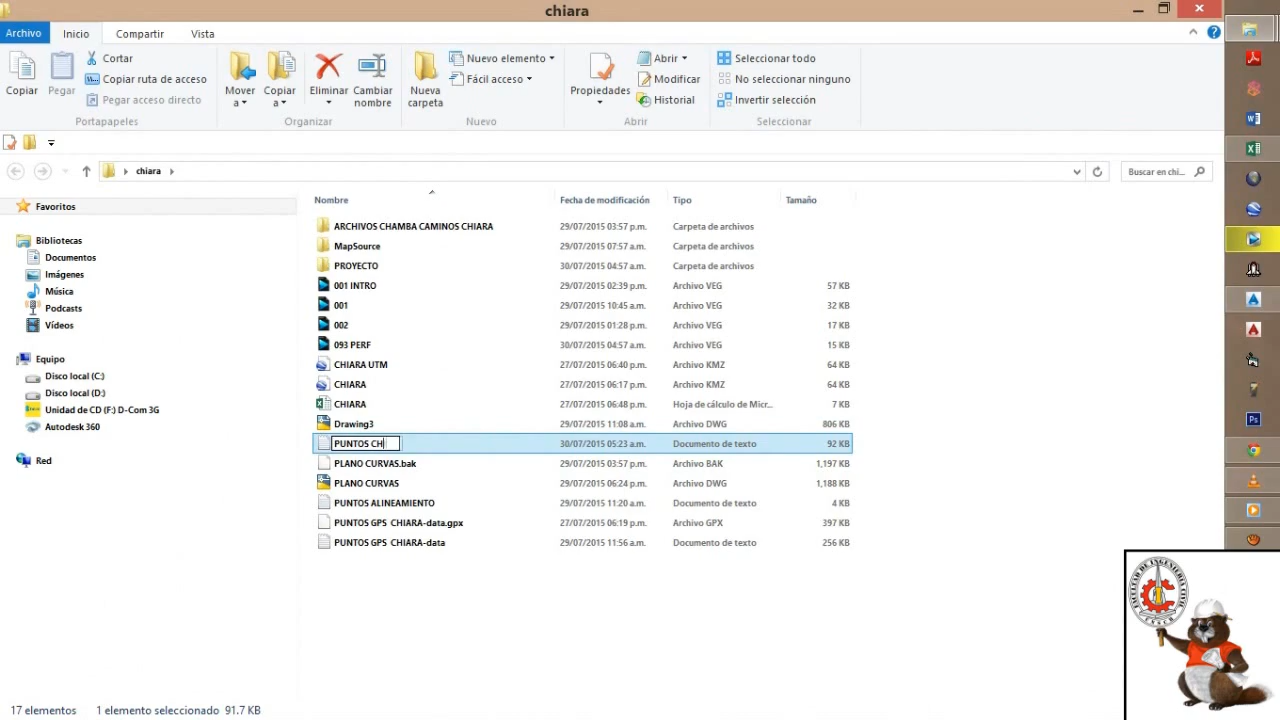 chiara
Archivo Inicio Compartir Vista
Copiar
Pegar
Cortar
Copiar ruta de acceso
Pegar acceso directo
Portapapeles
Mover a
Copiar a
Eliminar
Cambiar nombre
Organizar
Nueva carpeta
Nuevo elemento
Fácil acceso
Nuevo
Propiedades
Abrir
Modificar
Historial
Abrir
Seleccionar todo
No seleccionar ninguno
Invertir selección
Seleccionar
chiara
Buscar en chi...
Favoritos
Bibliotecas
Documentos
Imágenes
Música
Podcasts
Vídeos
Equipo
Disco local (C:)
Disco local (D:)
Unidad de CD (F:) D-Com 3G
Autodesk 360
Red
Nombre Fecha de modificación Tipo Tamaño
ARCHIVOS CHAMBA CAMINOS CHIARA 29/07/2015 03:57 p.m. Carpeta de archivos
MapSource 29/07/2015 07:57 a.m. Carpeta de archivos
PROYECTO 30/07/2015 04:57 a.m. Carpeta de archivos
001 INTRO 29/07/2015 02:39 p.m. Archivo VEG 57 KB
001 29/07/2015 10:45 a.m. Archivo VEG 32 KB
002 29/07/2015 01:28 p.m. Archivo VEG 17 KB
093 PERF 30/07/2015 04:57 a.m. Archivo VEG 15 KB
CHIARA UTM 27/07/2015 06:40 p.m. Archivo KMZ 64 KB
CHIARA 27/07/2015 06:17 p.m. Archivo KMZ 64 KB
CHIARA 27/07/2015 06:48 p.m. Hoja de cálculo de Micr... 7 KB
Drawing3 29/07/2015 11:08 a.m. Archivo DWG 806 KB
PUNTOS CH 30/07/2015 05:23 a.m. Documento de texto 92 KB
PLANO CURVAS.bak 29/07/2015 03:57 p.m. Archivo BAK 1,197 KB
PLANO CURVAS 29/07/2015 06:24 p.m. Archivo DWG 1,188 KB
PUNTOS ALINEAMIENTO 29/07/2015 11:20 a.m. Documento de texto 4 KB
PUNTOS GPS CHIARA-data.gpx 27/07/2015 06:19 p.m. Archivo GPX 397 KB
PUNTOS GPS CHIARA-data 29/07/2015 11:56 a.m. Documento de texto 256 KB
FACULTAD DE INGENIERIA CIVIL
17 elementos 1 elemento seleccionado 91.7 KB